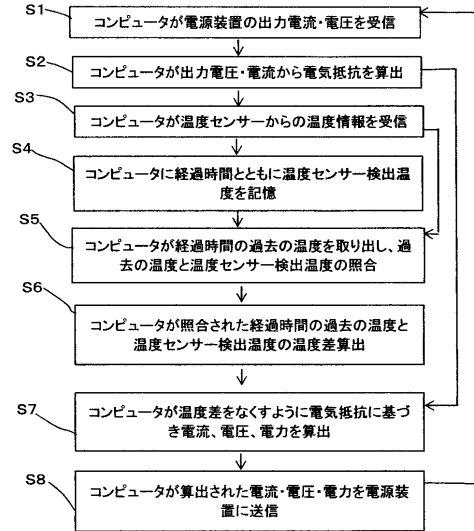 S1
コンピュータが電源装置の出力電流・電圧を受信
S2
コンピュータが出力電圧・電流から電気抵抗を算出
S3
コンピュータが温度センサーからの温度情報を受信
S4
コンピュータに経過時間とともに温度センサー検出温
度を記憶
S5
コンピュータが経過時間の過去の温度を取り出し、過
去の温度と温度センサー検出温度の照合
S6
コンピュータが照合された経過時間の過去の温度と
温度センサー検出温度の温度差算出
S7
コンピュータが温度差をなくすように電気抵抗に基づ
き電流、電圧、電力を算出
S8
コンピュータが算出された電流・電圧・電力を電源装
置に送信